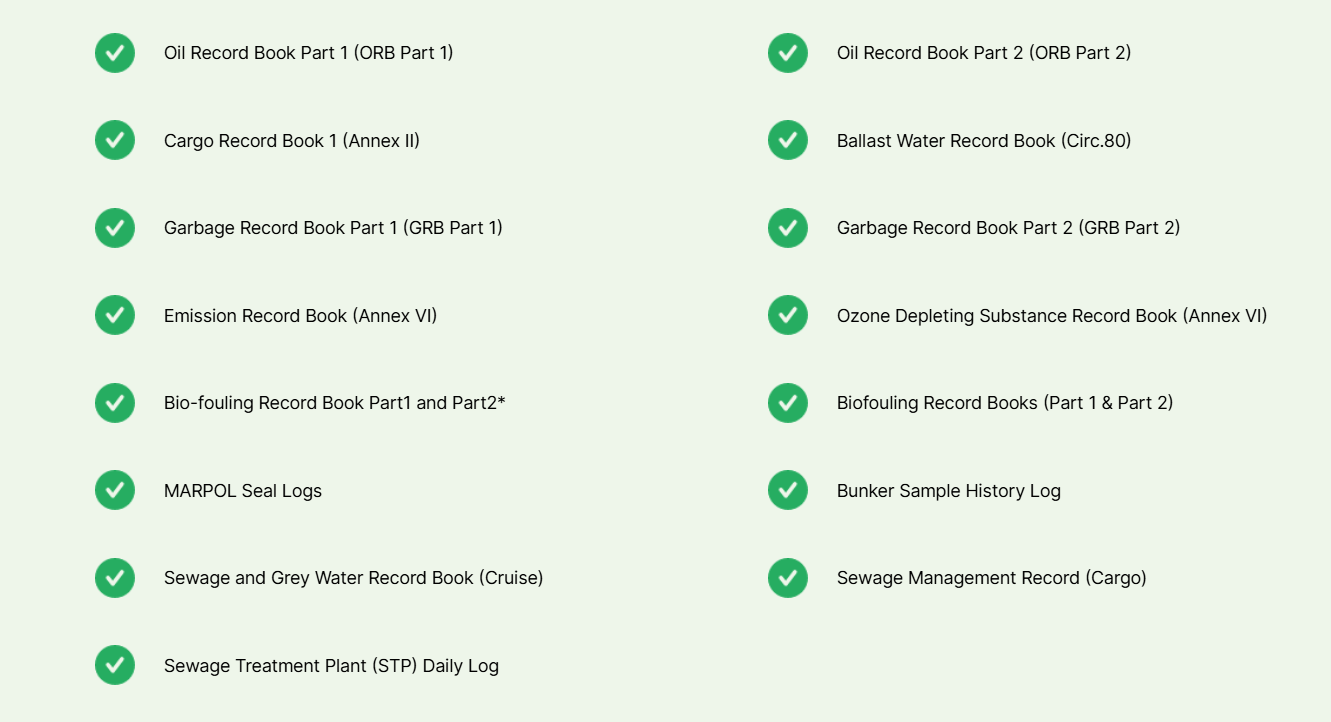 Oil Record Book Part 1 (ORB Part 1)
Oil Record Book Part 2 (ORB Part 2)
Cargo Record Book 1 (Annex II)
Ballast Water Record Book (Circ.80)
Garbage Record Book Part 1 (GRB Part 1)
Garbage Record Book Part 2 (GRB Part 2)
Emission Record Book (Annex VI)
Ozone Depleting Substance Record Book (Annex VI)
Bio-fouling Record Book Part1 and Part2*
Biofouling Record Books (Part 1 & Part 2)
MARPOL Seal Logs
Bunker Sample History Log
Sewage and Grey Water Record Book (Cruise)
Sewage Management Record (Cargo)
Sewage Treatment Plant (STP) Daily Log